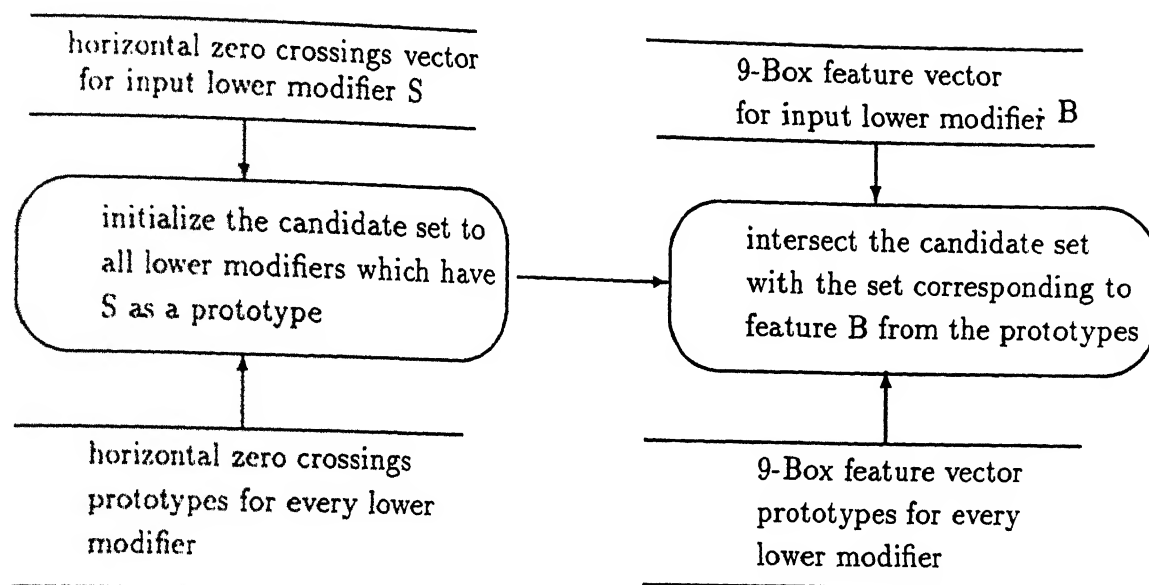 horizontal zero crossings vector
for input lower modifier S
9-Box feature vector
for input lower modifier B
initialize the candidate set to
all lower modifiers which have
S as a prototype
intersect the candidate set
with the set corresponding to
feature B from the prototypes
horizontal zero crossings
prototypes for every lower
modifier
9-Box feature vector
prototypes for every
lower modifier